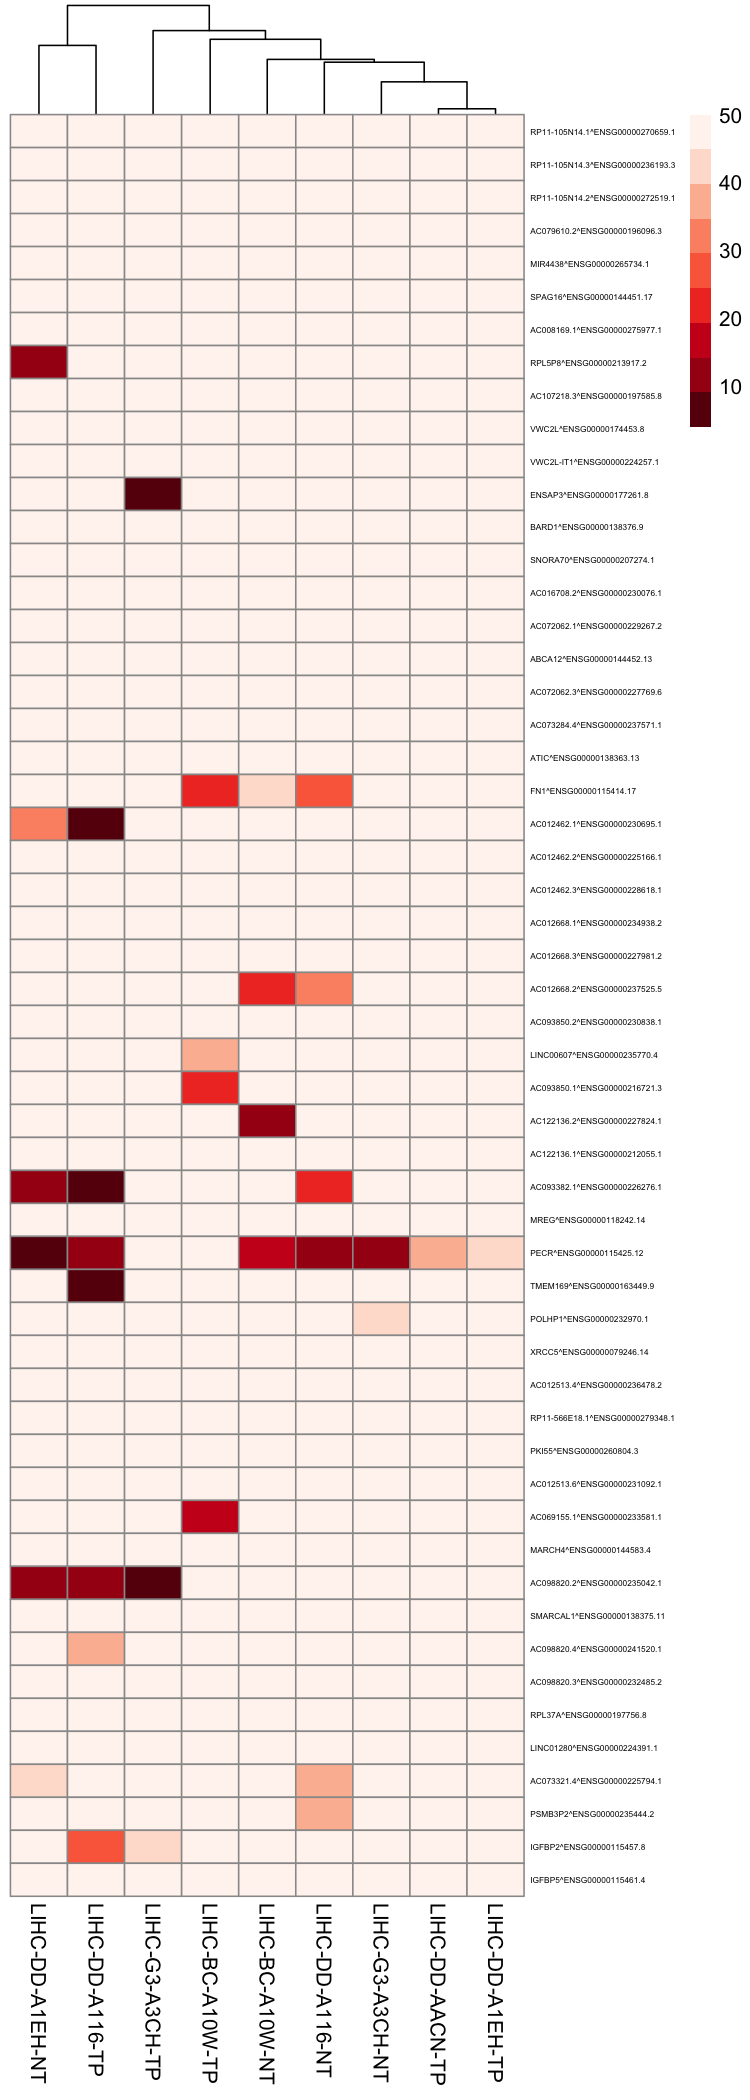 50
40
30
20
10
RP11-105N14.1^ENSG00000270659.1
RP11-105N14.3^ENSG00000236193.3
RP11-105N14.2^ENSG00000272519.1
AC079610.2^ENSG00000196096.3
MIR4438^ENSG00000265734.1
SPAG16^ENSG00000144451.17
AC008169.1^ENSG00000275977.1
RPL5P8^ENSG00000213917.2
AC107218.3^ENSG00000197585.8
VWC2L^ENSG00000174453.8
VWC2L-IT1^ENSG00000224257.1
ENSAP3^ENSG00000177261.8
BARD1^ENSG00000138376.9
SNORA70^ENSG00000207274.1
AC016708.2^ENSG00000230076.1
AC072062.1^ENSG00000229267.2
ABCA12^ENSG00000144452.13
AC072062.3^ENSG00000227769.6
AC073284.4^ENSG00000237571.1
ATIC^ENSG00000138363.13
FN1^ENSG00000115414.17
AC012462.1^ENSG00000230695.1
AC012462.2^ENSG00000225166.1
AC012462.3^ENSG00000228618.1
AC012668.1^ENSG00000234938.2
AC012668.3^ENSG00000227981.2
AC012668.2^ENSG00000237525.5
AC093850.2^ENSG00000230838.1
LINC00607^ENSG00000235770.4
AC093850.1^ENSG00000216721.3
AC122136.2^ENSG00000227824.1
AC122136.1^ENSG00000212055.1
AC093382.1^ENSG00000226276.1
MREG^ENSG00000118242.14
PECR^ENSG00000115425.12
TMEM169^ENSG00000163449.9
POLHP1^ENSG00000232970.1
XRCC5^ENSG00000079246.14
AC012513.4^ENSG00000236478.2
RP11-566E18.1^ENSG00000279348.1
PKI55^ENSG00000260804.3
AC012513.6^ENSG00000231092.1
AC069155.1^ENSG00000233581.1
MARCH4^ENSG00000144583.4
AC098820.2^ENSG00000235042.1
SMARCAL1^ENSG00000138375.11
AC098820.4^ENSG00000241520.1
AC098820.3^ENSG00000232485.2
RPL37A^ENSG00000197756.8
LINC01280^ENSG00000224391.1
AC073321.4^ENSG00000225794.1
PSMB3P2^ENSG00000235444.2
IGFBP2^ENSG00000115457.8
IGFBP5^ENSG00000115461.4
LIHC-DD-A1EH-NT
LIHC-DD-A116-TP
LIHC-G3-A3CH-TP
LIHC-BC-A10W-TP
LIHC-BC-A10W-NT
LIHC-DD-A116-NT
LIHC-G3-A3CH-NT
LIHC-DD-AACN-TP
LIHC-DD-A1EH-TP